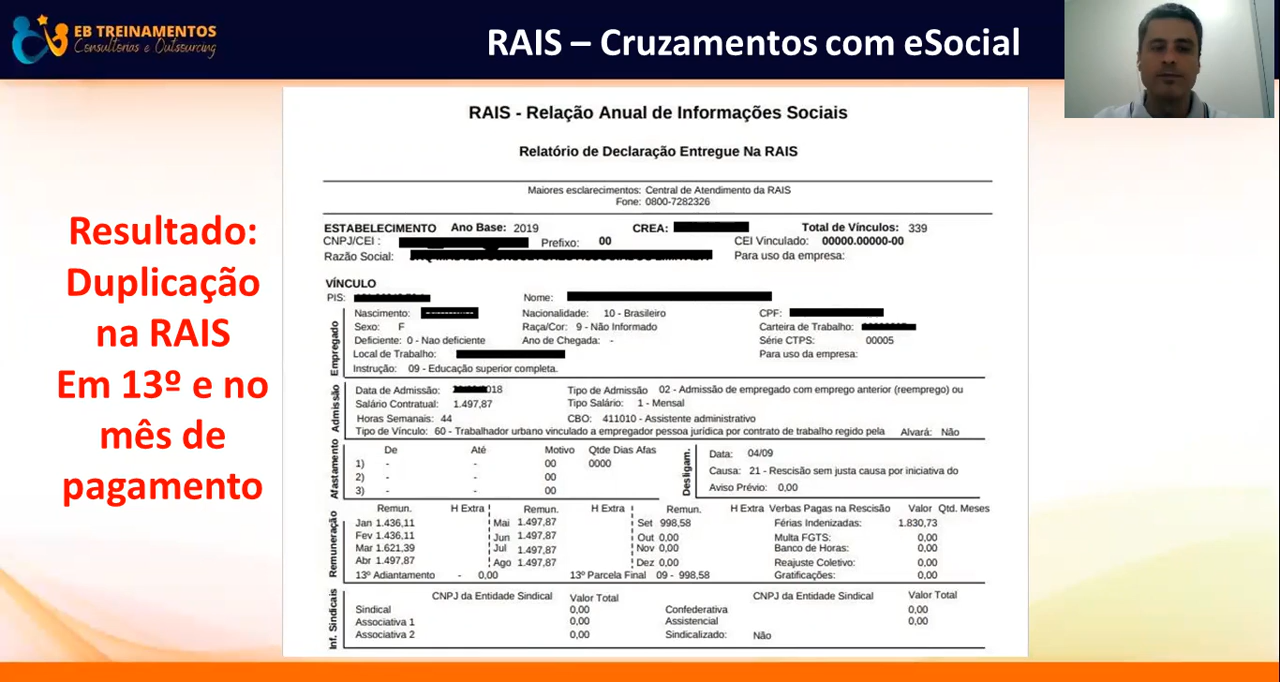 EB TREINAMENTOS
Consultorias e Outsourcing
RAIS – Cruzamentos com eSocial
Resultado:
Duplicação
na RAIS
Em 13º e no
mês de
pagamento
RAIS - Relação Anual de Informações Sociais
Relatório de Declaração Entregue Na RAIS
Maiores esclarecimentos: Central de Atendimento da RAIS
Fone: 0800-7282326
ESTABELECIMENTO Ano Base: 2019 CREA: Total de Vínculos: 339
CNPJ/CEI : Prefixo: 00 CEI Vinculado: 00000.00000-00
Razão Social: Para uso da empresa:
VÍNCULO
PIS: Nome:
Empregado
Nascimento: Nacionalidade: 10 - Brasileiro CPF:
Sexo: F Raça/Cor: 9 - Não Informado Carteira de Trabalho:
Deficiente: 0 - Nao deficiente Ano de Chegada: - Série CTPS: 00005
Local de Trabalho: Para uso da empresa:
Instrução: 09 - Educação superior completa.
Admissão
Data de Admissão: 018 Tipo de Admissão 02 - Admissão de empregado com emprego anterior (reemprego) ou
Salário Contratual: 1.497,87 Tipo Salário: 1 - Mensal
Horas Semanais: 44 CBO: 411010 - Assistente administrativo
Tipo de Vínculo: 60 - Trabalhador urbano vinculado a empregador pessoa jurídica por contrato de trabalho regido pela Alvará: Não
Afastamento
De Até Motivo Qtde Dias Afas
1) - - 00 0000
2) - - 00
3) - - 00
Desligam.
Data: 04/09
Causa: 21 - Rescisão sem justa causa por iniciativa do
Aviso Prévio: 0,00
Remuneração
Remun. H Extra Remun. H Extra Remun. H Extra Verbas Pagas na Rescisão Valor Qtd. Meses
Jan 1.436,11 Mai 1.497,87 Set 998,58 Férias Indenizadas: 1.830,73
Fev 1.436,11 Jun 1.497,87 Out 0,00 Multa FGTS: 0,00
Mar 1.621,39 Jul 1.497,87 Nov 0,00 Banco de Horas: 0,00
Abr 1.497,87 Ago 1.497,87 Dez 0,00 Reajuste Coletivo: 0,00
13º Adiantamento - 0,00 13º Parcela Final 09 - 998,58 Gratificações: 0,00
Inf. Sindicais
CNPJ da Entidade Sindical Valor Total CNPJ da Entidade Sindical Valor Total
Sindical 0,00 Confederativa 0,00
Associativa 1 0,00 Assistencial 0,00
Associativa 2 0,00 Sindicalizado: Não